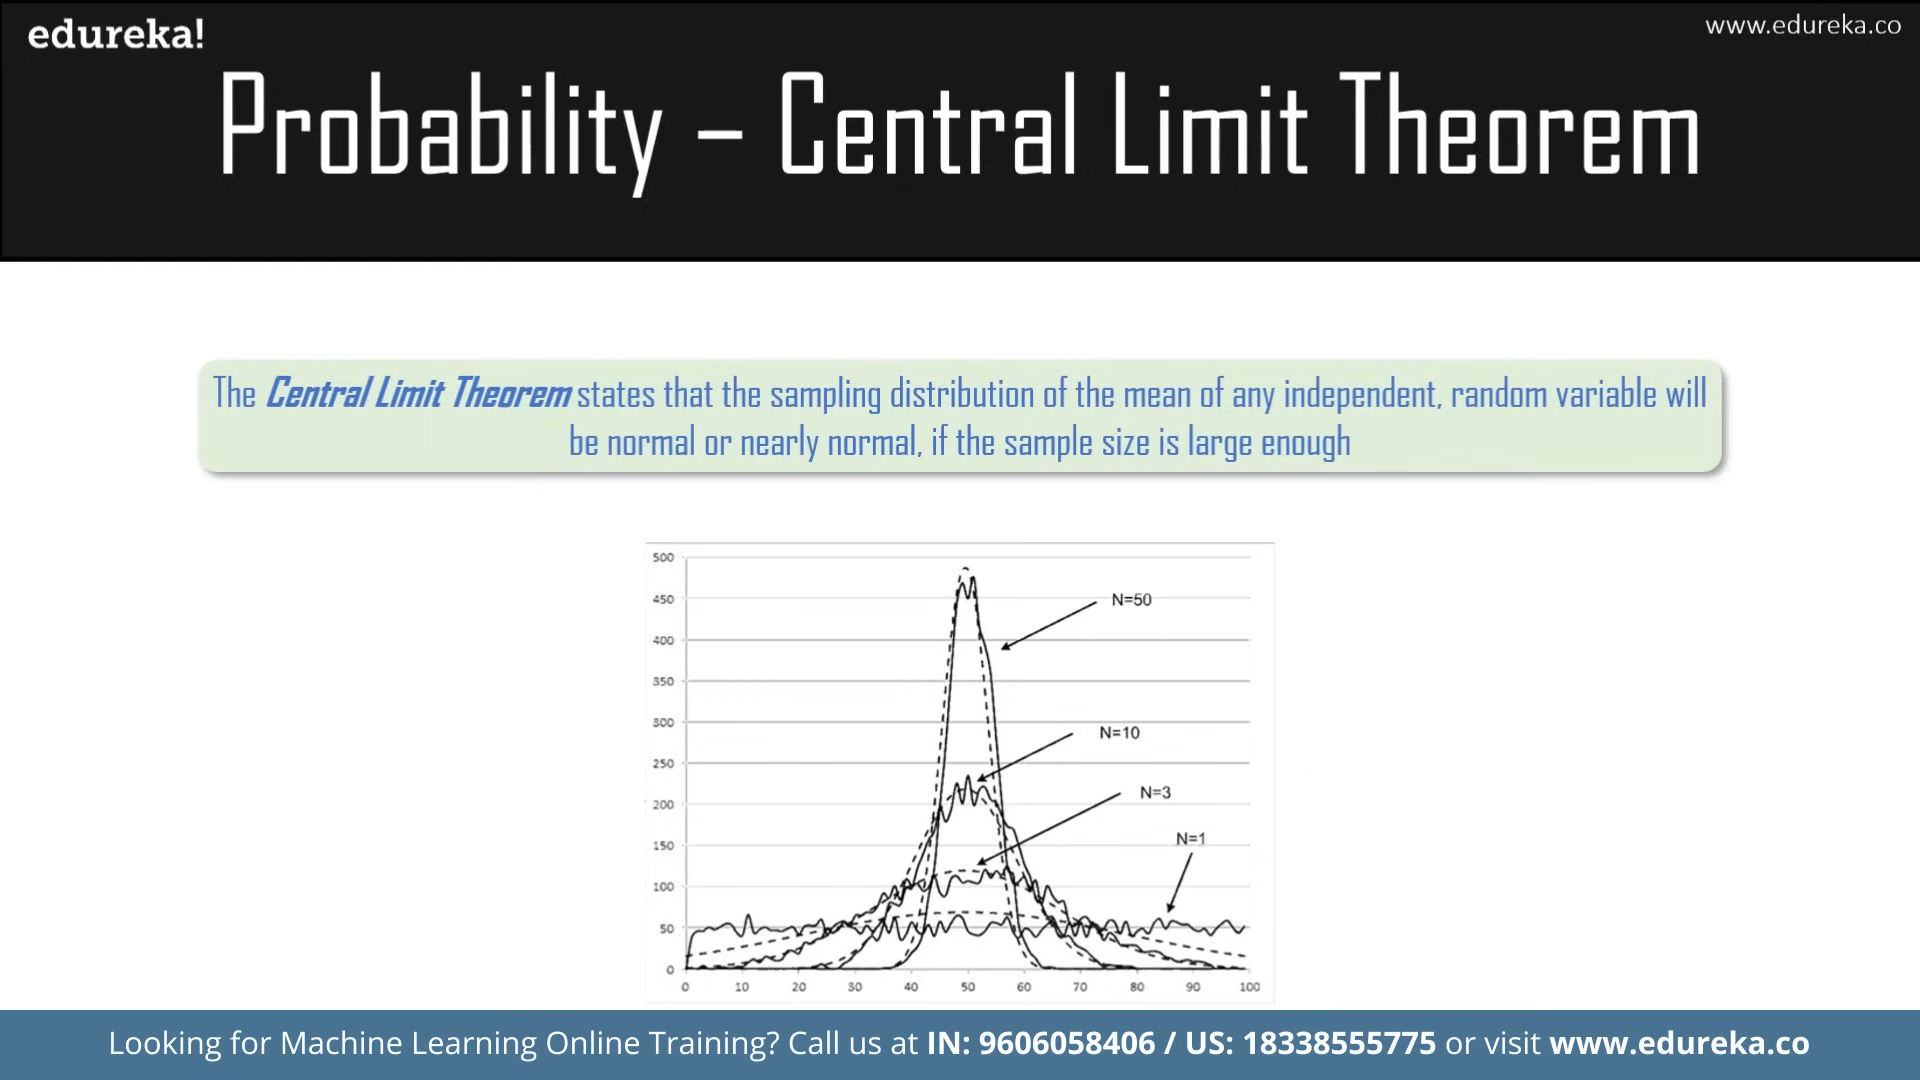 edureka!
www.edureka.co
Probability – Central Limit Theorem
The Central Limit Theorem states that the sampling distribution of the mean of any independent, random variable will
be normal or nearly normal, if the sample size is large enough
500
450
400
350
300
250
200
150
100
50
0
N=50
N=10
N=3
N=1
0 10 20 30 40 50 60 70 80 90 100
Looking for Machine Learning Online Training? Call us at IN: 9606058406 / US: 18338555775 or visit www.edureka.co